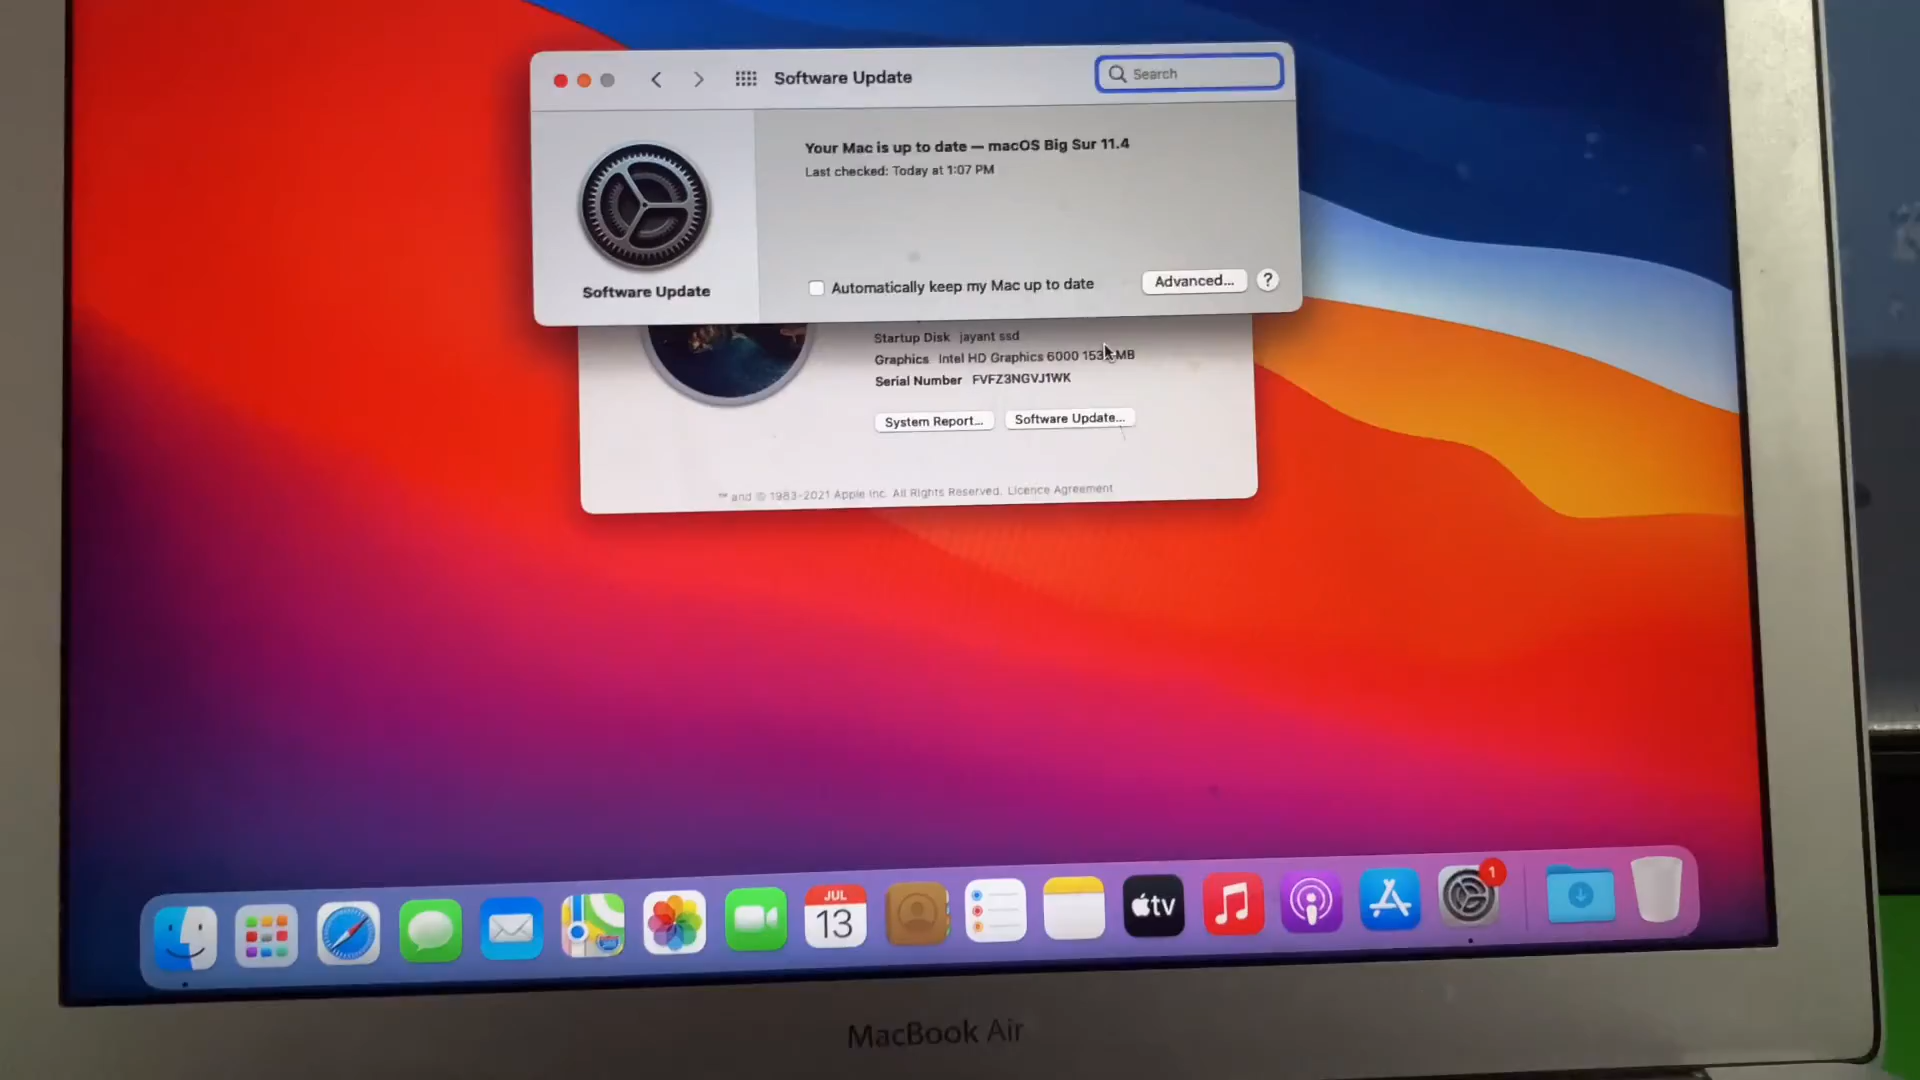 Software Update
Search
Your Mac is up to date — macOS Big Sur 11.4
Last checked: Today at 1:07 PM
Software Update
Automatically keep my Mac up to date
Advanced...
?
Startup Disk jayant ssd
Graphics Intel HD Graphics 6000 1536 MB
Serial Number FVFZ3NGVJ1WK
System Report...
Software Update...
™ and © 1983-2021 Apple Inc. All Rights Reserved. Licence Agreement
JUL
13
tv
1
MacBook Air